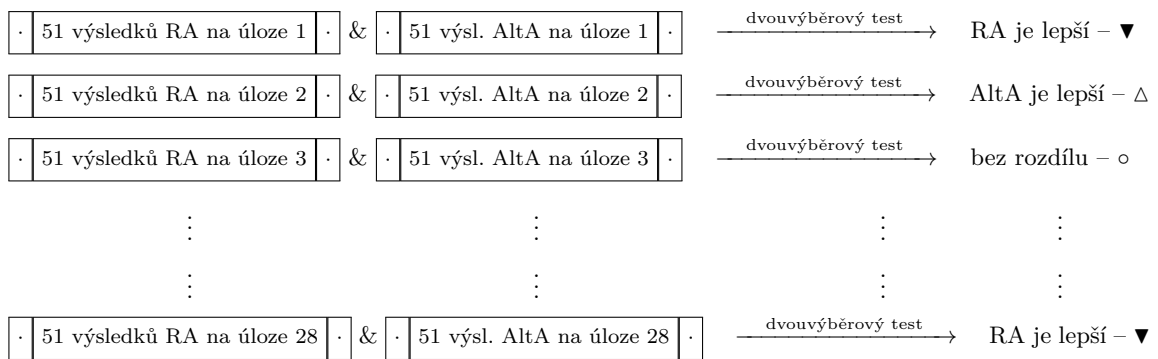 · 51 výsledků RA na úloze 1 · & · 51 výsl. AltA na úloze 1 · dvouvýběrový test RA je lepší – ▼
· 51 výsledků RA na úloze 2 · & · 51 výsl. AltA na úloze 2 · dvouvýběrový test AltA je lepší – △
· 51 výsledků RA na úloze 3 · & · 51 výsl. AltA na úloze 3 · dvouvýběrový test bez rozdílu – ○
⋮ ⋮ ⋮ ⋮
⋮ ⋮ ⋮ ⋮
· 51 výsledků RA na úloze 28 · & · 51 výsl. AltA na úloze 28 · dvouvýběrový test RA je lepší – ▼